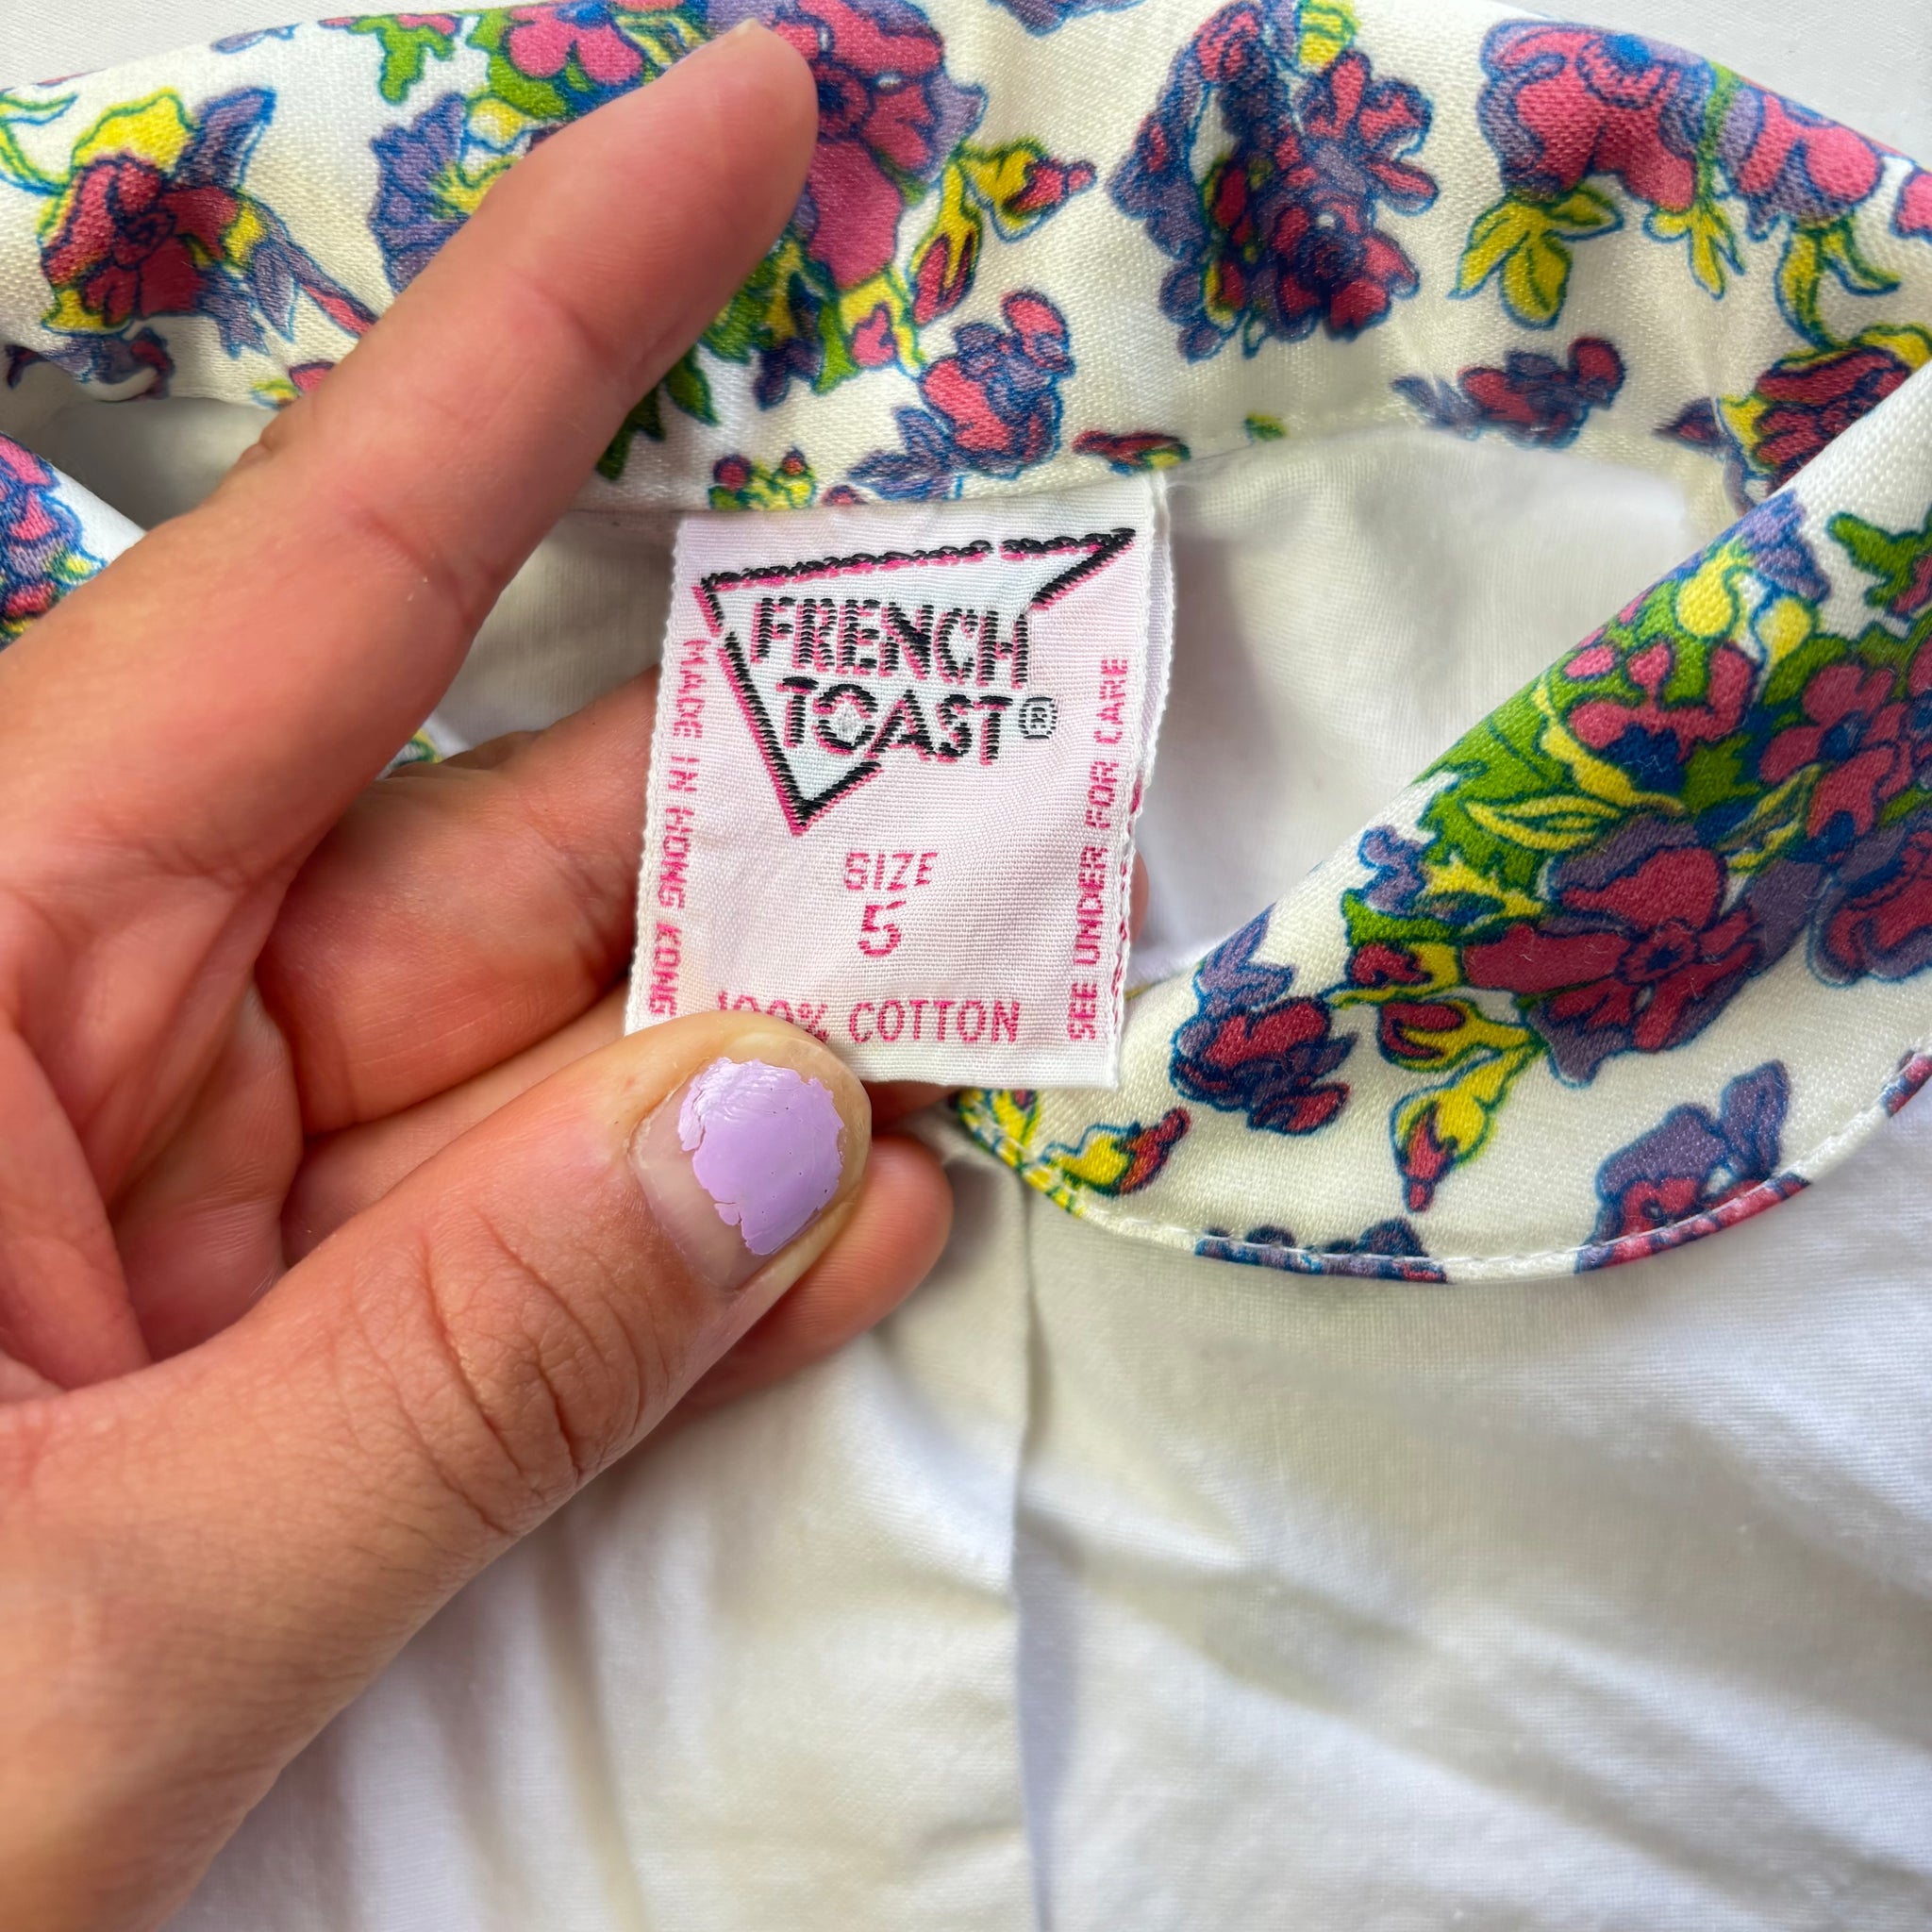 FRENCH
TOAST®
MADE IN HONG KONG
SEE UNDER FOR CARE
SIZE
5
100% COTTON